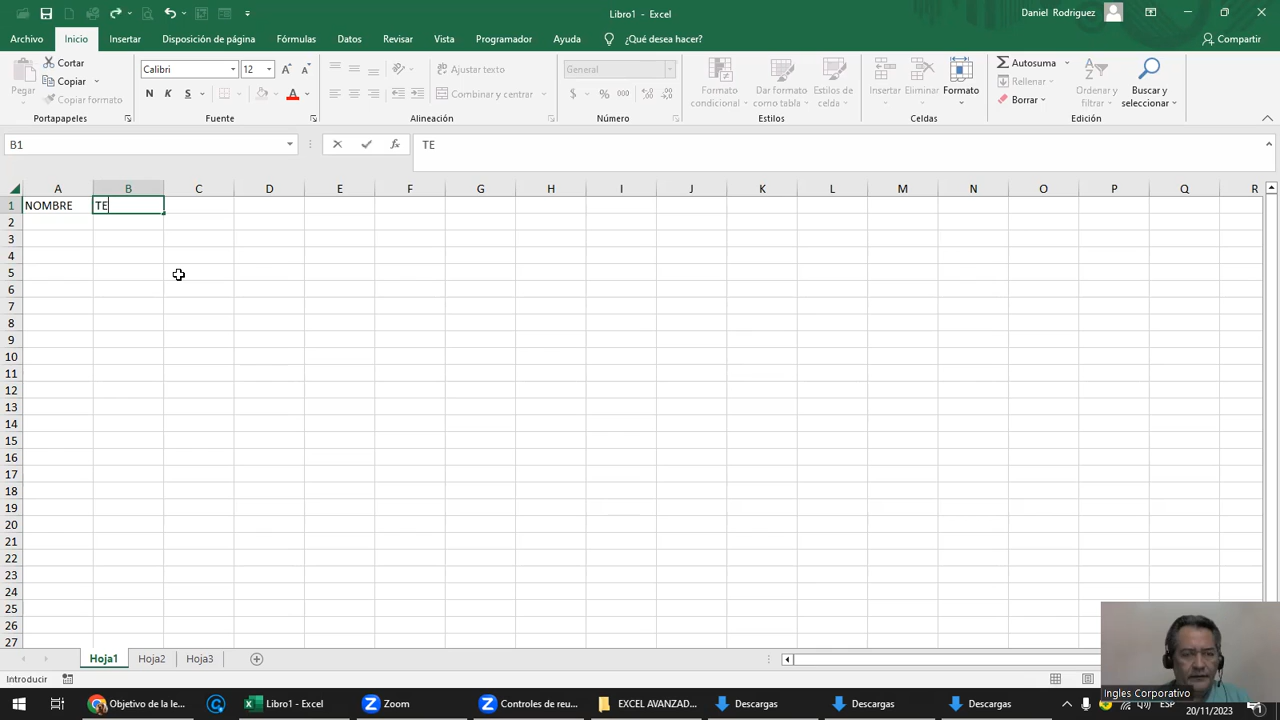 Libro1 - Excel
Daniel Rodriguez
Archivo Inicio Insertar Disposición de página Fórmulas Datos Revisar Vista Programador Ayuda ¿Qué desea hacer? Compartir
Pegar
Cortar
Copiar
Copiar formato
Portapapeles
Calibri 12
N K S
Fuente
Ajustar texto
Combinar y centrar
Alineación
General
$ % 000
Número
Formato condicional
Dar formato como tabla
Estilos de celda
Estilos
Insertar Eliminar Formato
Celdas
Autosuma
Rellenar
Borrar
Ordenar y filtrar
Buscar y seleccionar
Edición
B1 fx TE
A B C D E F G H I J K L M N O P Q R
1 NOMBRE TE
2
3
4
5
6
7
8
9
10
11
12
13
14
15
16
17
18
19
20
21
22
23
24
25
26
27
Hoja1 Hoja2 Hoja3
Introducir
Ingles Corporativo
Objetivo de la le... Libro1 - Excel Zoom Controles de reu... EXCEL AVANZAD... Descargas Descargas Descargas ESP
20/11/2023